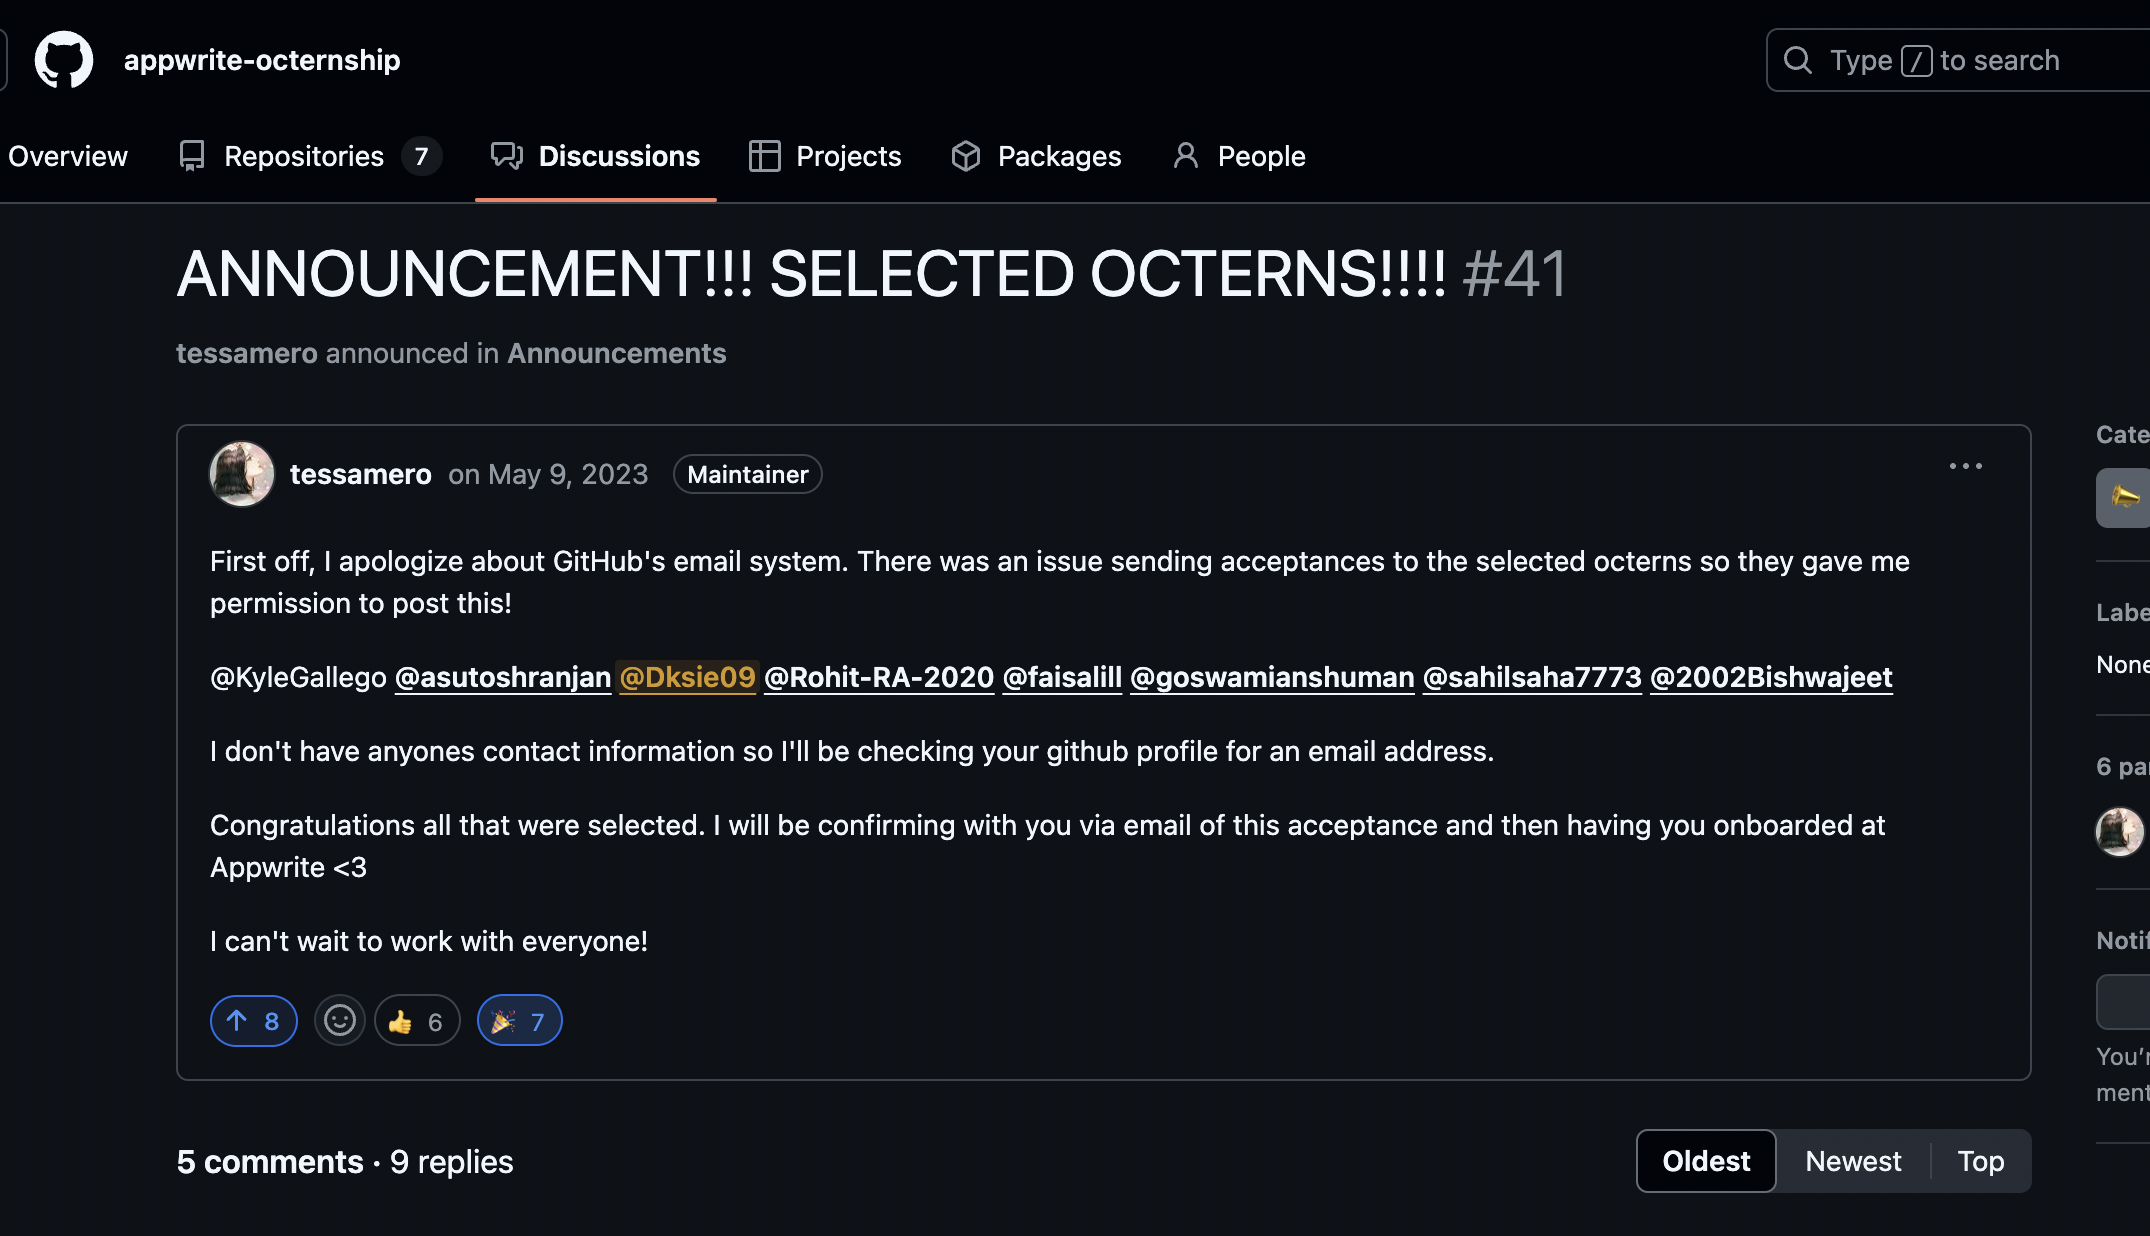 appwrite-octernship
Type / to search
Overview
Repositories 7
Discussions
Projects
Packages
People
ANNOUNCEMENT!!! SELECTED OCTERNS!!!! #41
tessamero announced in Announcements
tessamero on May 9, 2023 Maintainer
First off, I apologize about GitHub's email system. There was an issue sending acceptances to the selected octerns so they gave me
permission to post this!
@KyleGallego @asutoshranjan @Dksie09 @Rohit-RA-2020 @faisalill @goswamianshuman @sahilsaha7773 @2002Bishwajeet
I don't have anyones contact information so I'll be checking your github profile for an email address.
Congratulations all that were selected. I will be confirming with you via email of this acceptance and then having you onboarded at
Appwrite <3
I can't wait to work with everyone!
8
6
7
5 comments · 9 replies
Oldest
Newest
Top
Cate
Labe
None
6 pa
Notif
You'r
ment